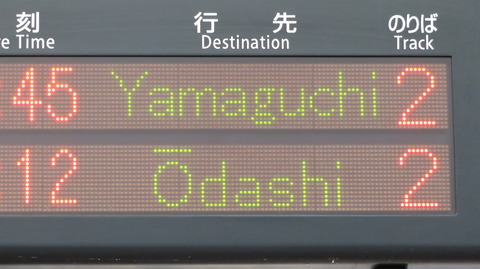 刻 行先 のりば
e Time Destination Track
:45 Yamaguchi 2
:12 Ōdashi 2